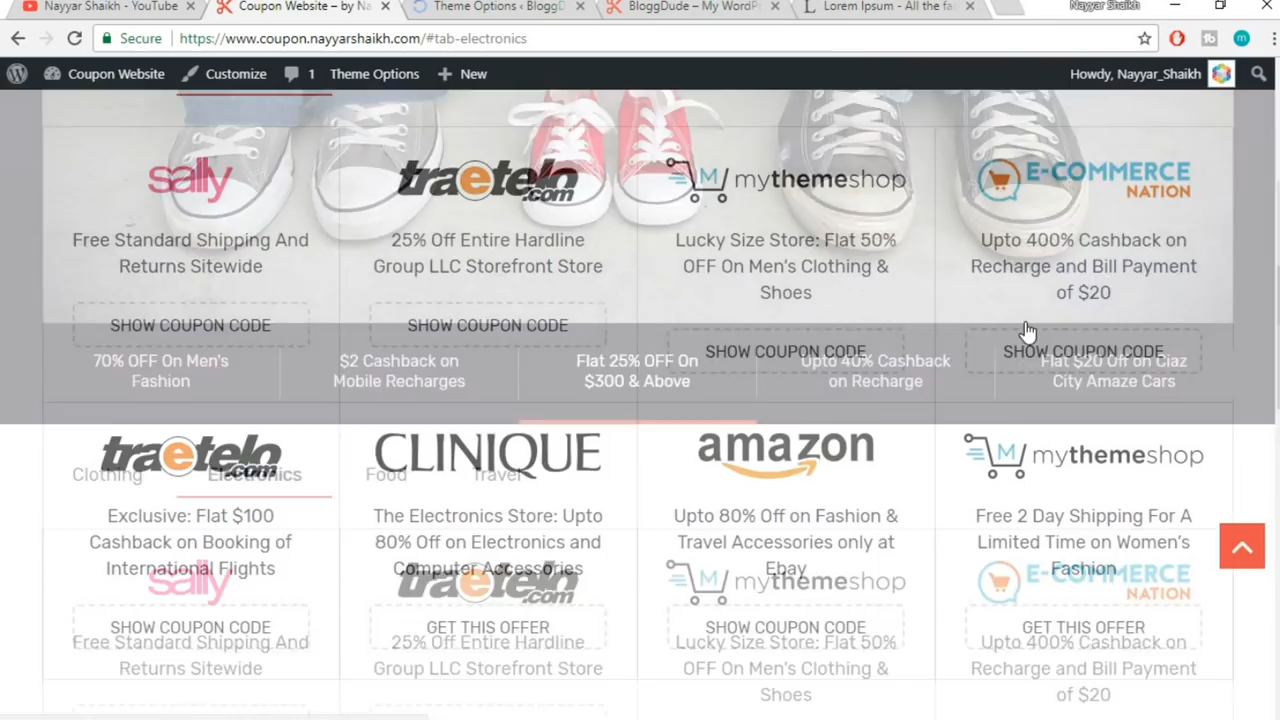 Nayyar Shaikh - YouTube
Coupon Website – by Na
Theme Options ‹ BloggD
BloggDude – My WordP
Lorem Ipsum - All the fa
Nayyar Shaikh
Secure
https://www.coupon.nayyarshaikh.com/#tab-electronics
Coupon Website
Customize
1
Theme Options
New
Howdy, Nayyar_Shaikh
sally
traetelo.com
mythemeshop
E-COMMERCE
NATION
Free Standard Shipping And
Returns Sitewide
25% Off Entire Hardline
Group LLC Storefront Store
Lucky Size Store: Flat 50%
OFF On Men's Clothing &
Shoes
Upto 400% Cashback on
Recharge and Bill Payment
of $20
SHOW COUPON CODE
SHOW COUPON CODE
SHOW COUPON CODE
SHOW COUPON CODE
70% OFF On Men's
Fashion
$2 Cashback on
Mobile Recharges
Flat 25% OFF On
$300 & Above
Upto 40% Cashback
on Recharge
Flat $20 Off on Ciaz
City Amaze Cars
traetelo.com
CLINIQUE
amazon
mythemeshop
Clothing
Electronics
Food
Travel
Exclusive: Flat $100
Cashback on Booking of
International Flights
The Electronics Store: Upto
80% Off on Electronics and
Computer Accessories
Upto 80% Off on Fashion &
Travel Accessories only at
Ebay
Free 2 Day Shipping For A
Limited Time on Women's
Fashion
sally
traetelo.com
mythemeshop
E-COMMERCE
NATION
SHOW COUPON CODE
GET THIS OFFER
SHOW COUPON CODE
GET THIS OFFER
Free Standard Shipping And
Returns Sitewide
25% Off Entire Hardline
Group LLC Storefront Store
Lucky Size Store: Flat 50%
OFF On Men's Clothing &
Shoes
Upto 400% Cashback on
Recharge and Bill Payment
of $20